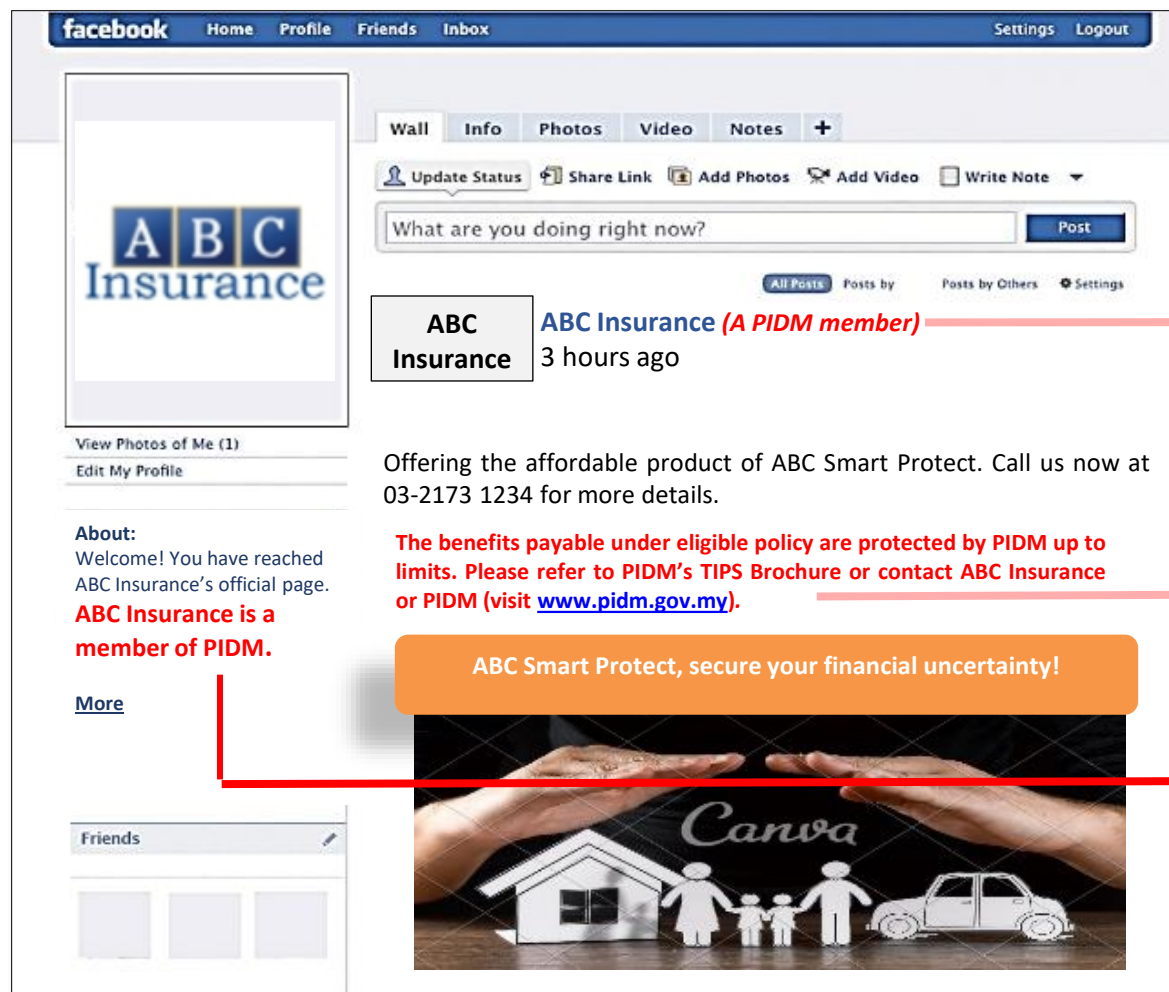 facebook Home Profile Friends Inbox Settings Logout
Wall Info Photos Video Notes +
Update Status Share Link Add Photos Add Video Write Note
What are you doing right now? Post
All Posts Posts by Posts by Others Settings
A B C
Insurance
ABC
Insurance
ABC Insurance (A PIDM member)
3 hours ago
View Photos of Me (1)
Edit My Profile
Offering the affordable product of ABC Smart Protect. Call us now at
03-2173 1234 for more details.
About:
Welcome! You have reached
ABC Insurance's official page.
ABC Insurance is a
member of PIDM.
More
The benefits payable under eligible policy are protected by PIDM up to
limits. Please refer to PIDM's TIPS Brochure or contact ABC Insurance
or PIDM (visit www.pidm.gov.my).
ABC Smart Protect, secure your financial uncertainty!
Canva
Friends